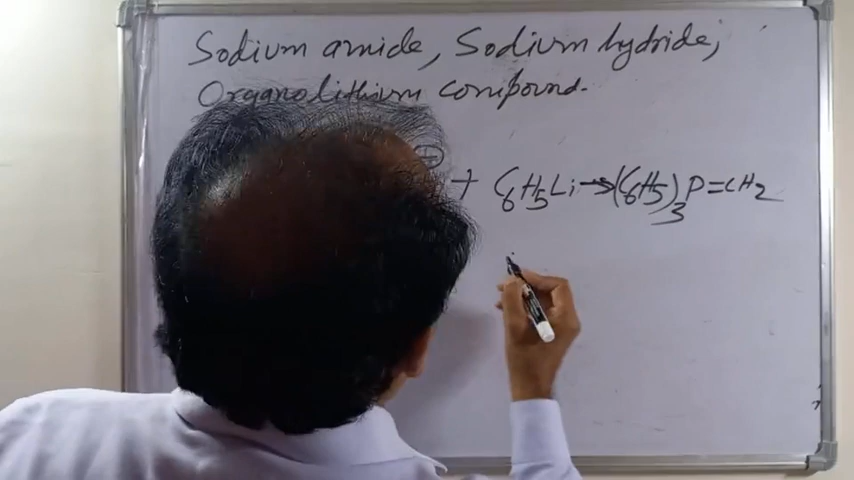 Sodium amide, Sodium hydride,
Organolithium compound.
⊖ + C6H5Li → (C6H5)3P=CH2